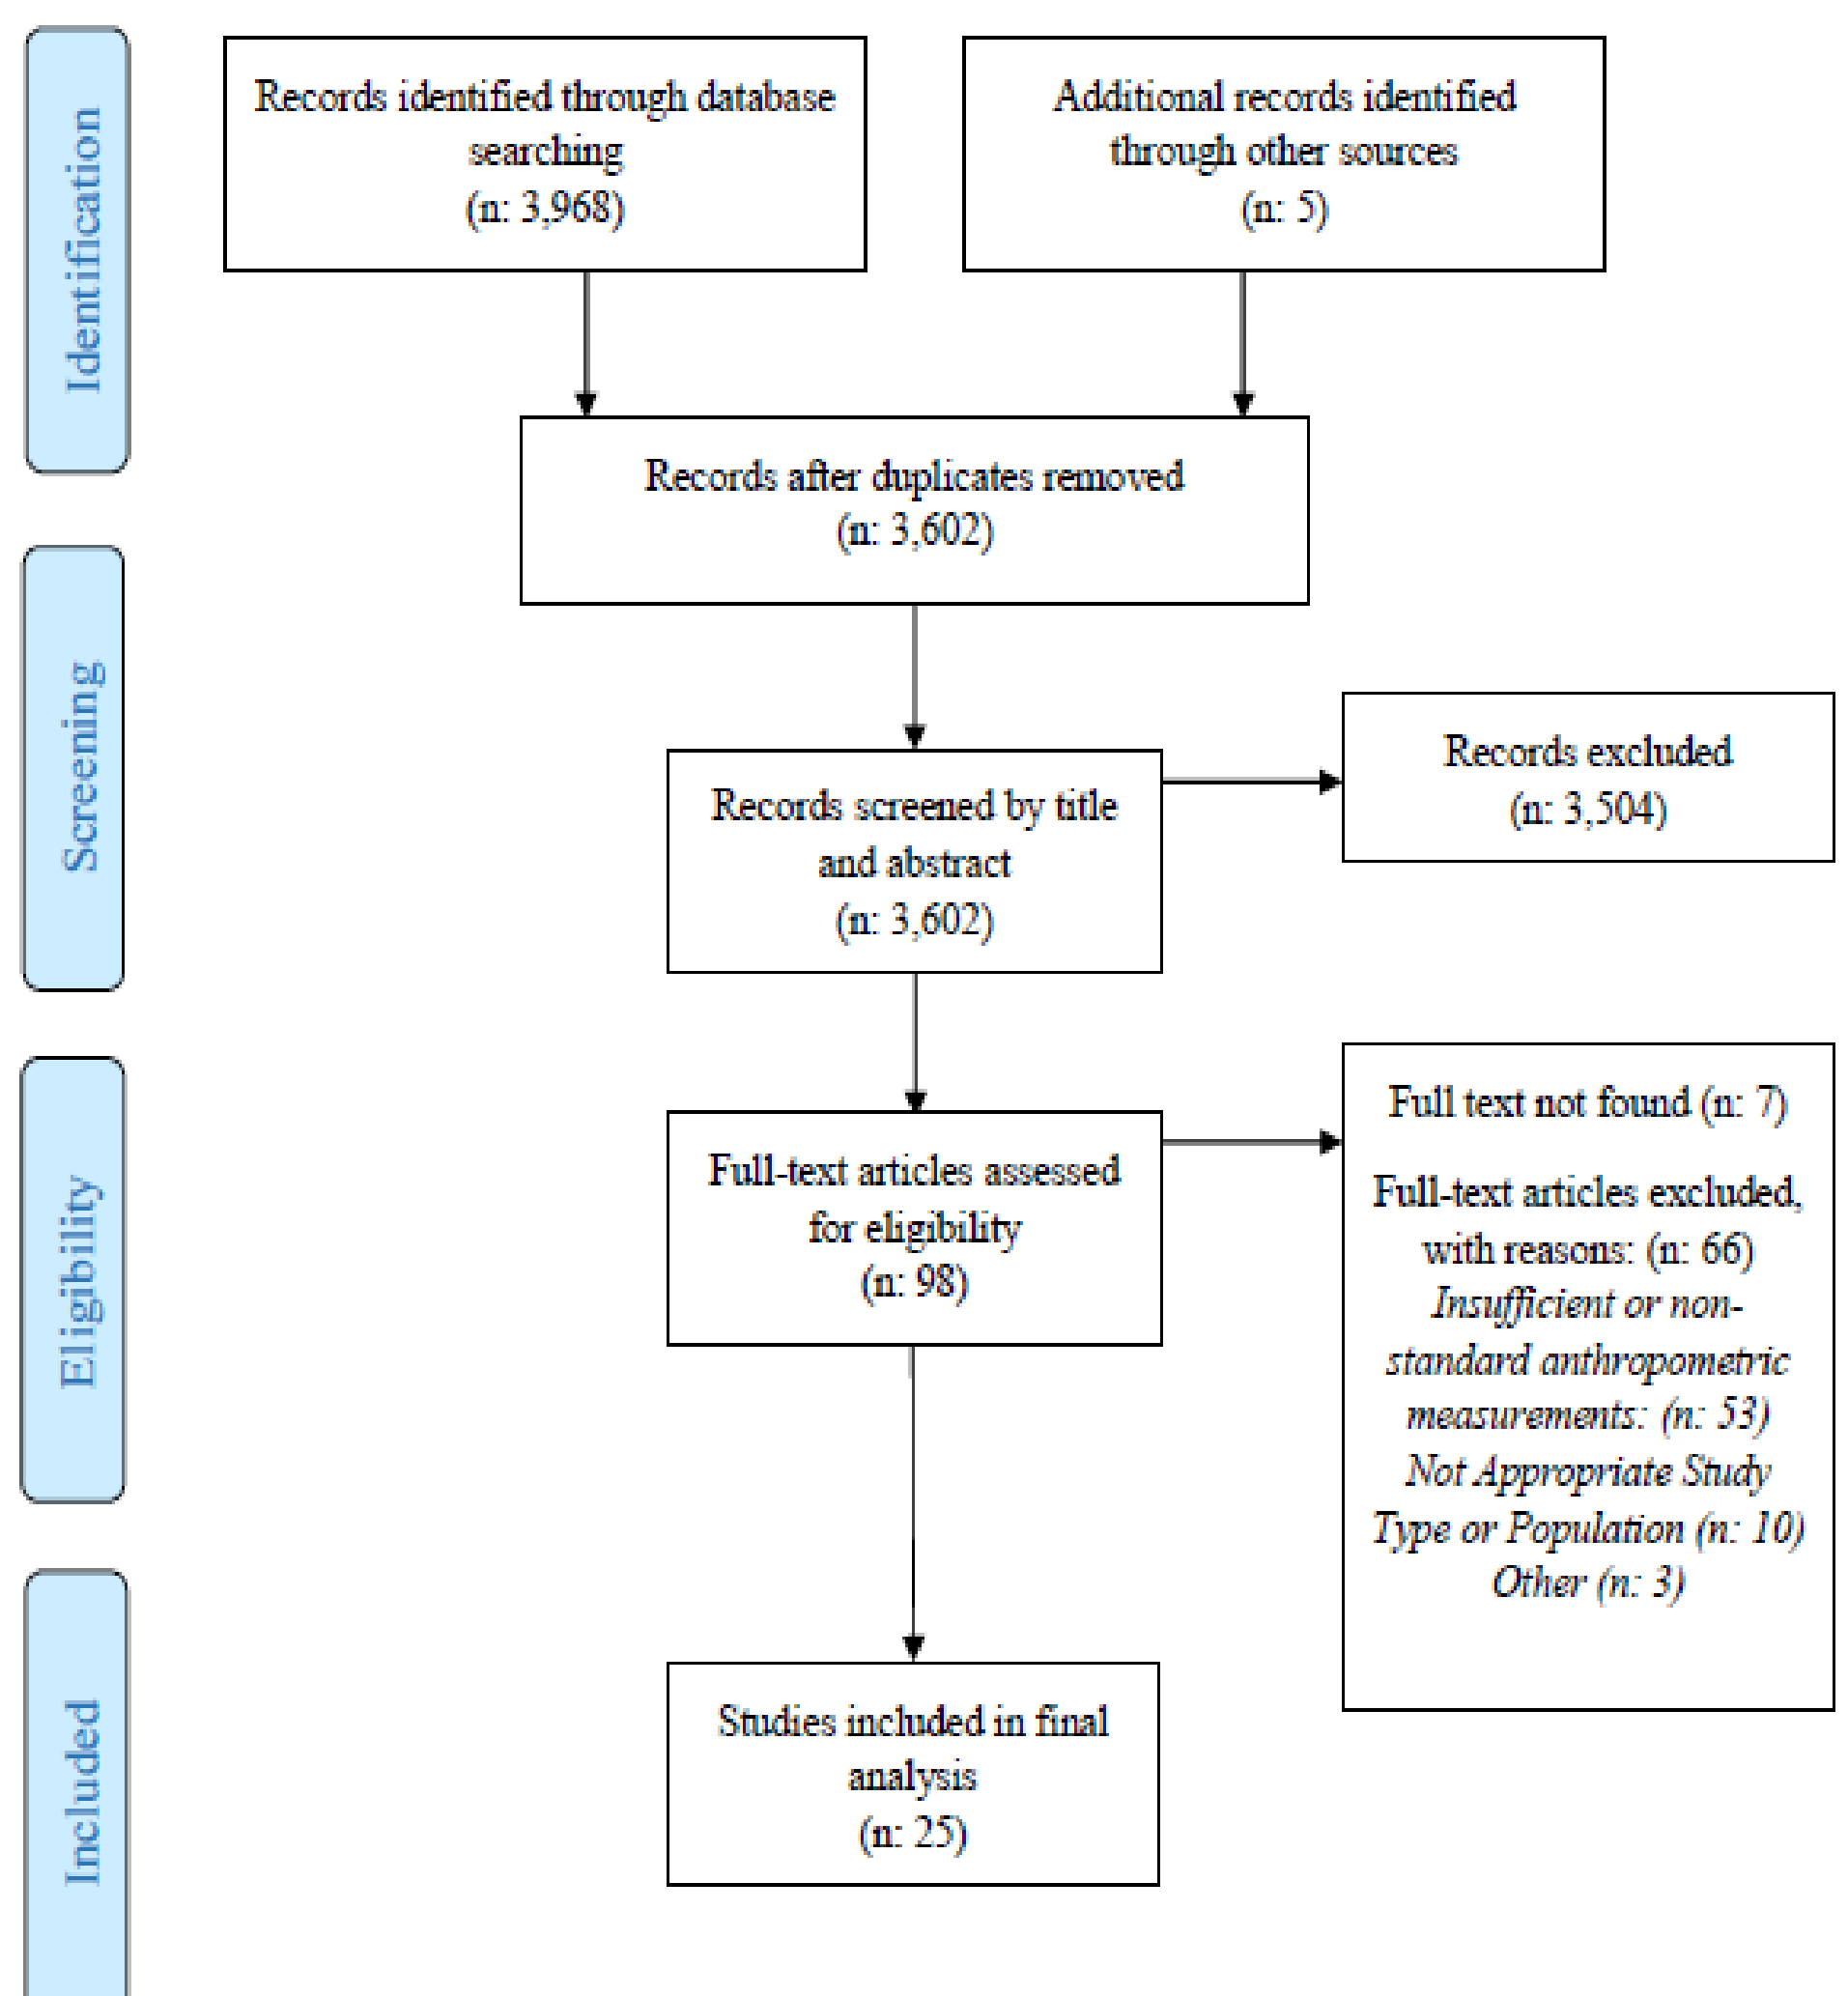 Identification
Records identified through database
searching
(n: 3,968)
Additional records identified
through other sources
(n: 5)
Records after duplicates removed
(n: 3,602)
Screening
Records screened by title
and abstract
(n: 3,602)
Records excluded
(n: 3,504)
Eligibility
Full-text articles assessed
for eligibility
(n: 98)
Full text not found (n: 7)
Full-text articles excluded,
with reasons: (n: 66)
Insufficient or non-
standard anthropometric
measurements: (n: 53)
Not Appropriate Study
Type or Population (n: 10)
Other (n: 3)
Included
Studies included in final
analysis
(n: 25)